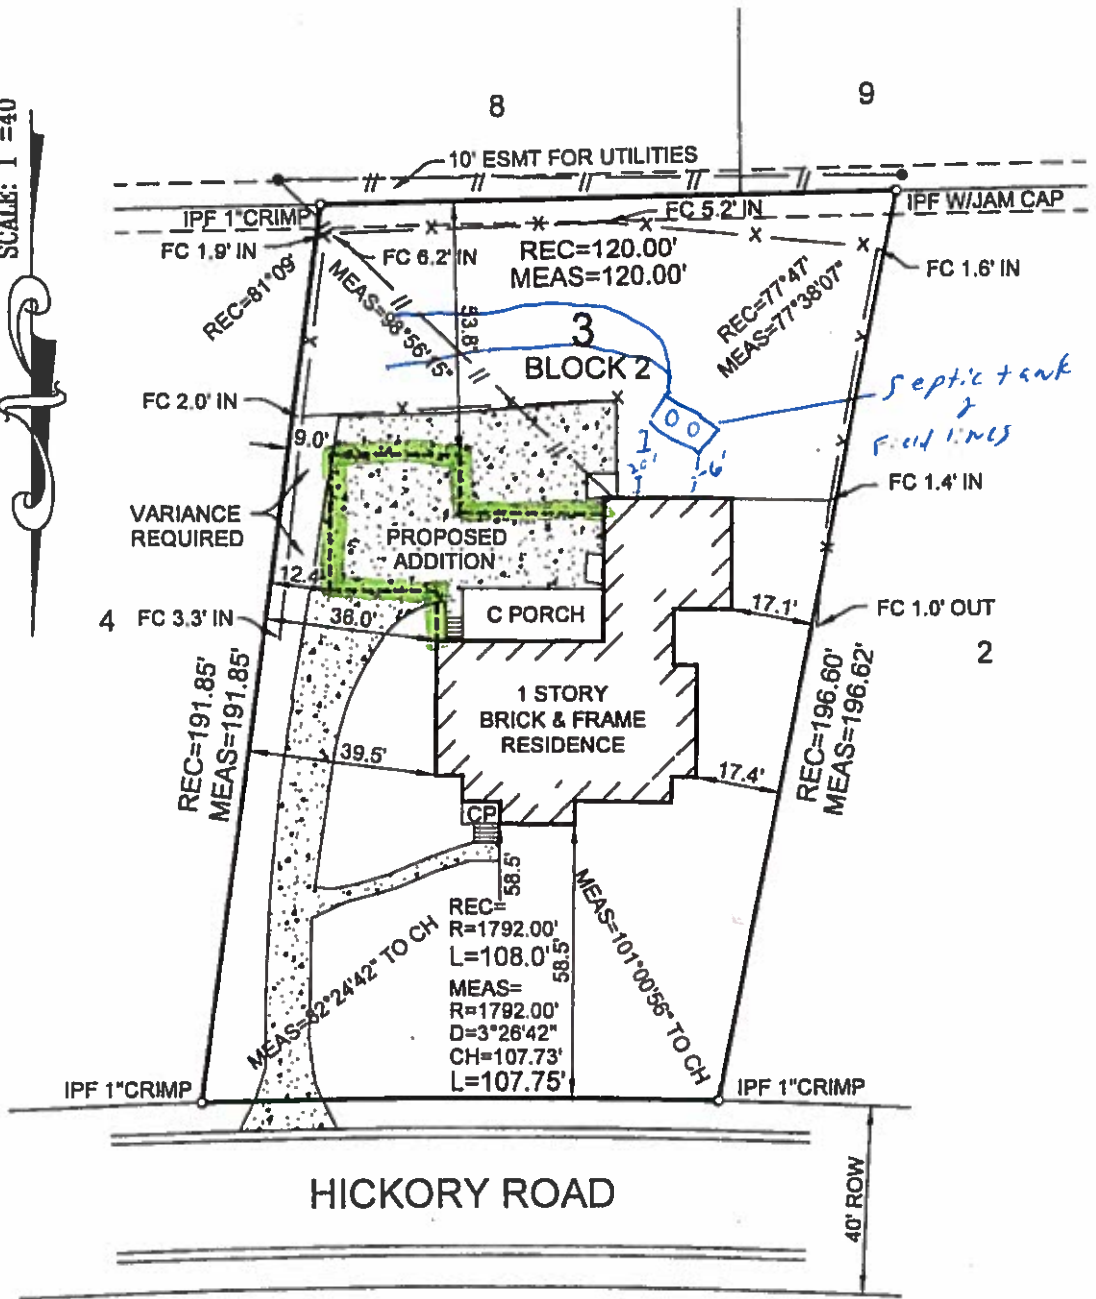 SCALE: 1"=40'
8
9
10' ESMT FOR UTILITIES
IPF 1"CRIMP
IPF W/JAM CAP
FC 5.2' IN
FC 1.9' IN
FC 6.2' IN
REC=120.00'
MEAS=120.00'
FC 1.6' IN
REC=81°09'
MEAS=98°56'15"
53.8'
REC=77°47'
MEAS=77°38'07"
3
BLOCK 2
FC 2.0' IN
septic tank
&
Field lines
9.0'
20'
6'
FC 1.4' IN
VARIANCE
REQUIRED
PROPOSED
ADDITION
12.4'
4
FC 3.3' IN
36.0'
C PORCH
17.1'
FC 1.0' OUT
2
REC=191.85'
MEAS=191.85'
1 STORY
BRICK & FRAME
RESIDENCE
REC=196.60'
MEAS=196.62'
39.5'
17.4'
CP
58.5'
58.5'
MEAS=82°24'42" TO CH
REC=
R=1792.00'
L=108.0'
MEAS=
R=1792.00'
D=3°26'42"
CH=107.73'
L=107.75'
MEAS=101°00'56" TO CH
IPF 1"CRIMP
IPF 1"CRIMP
HICKORY ROAD
40' ROW